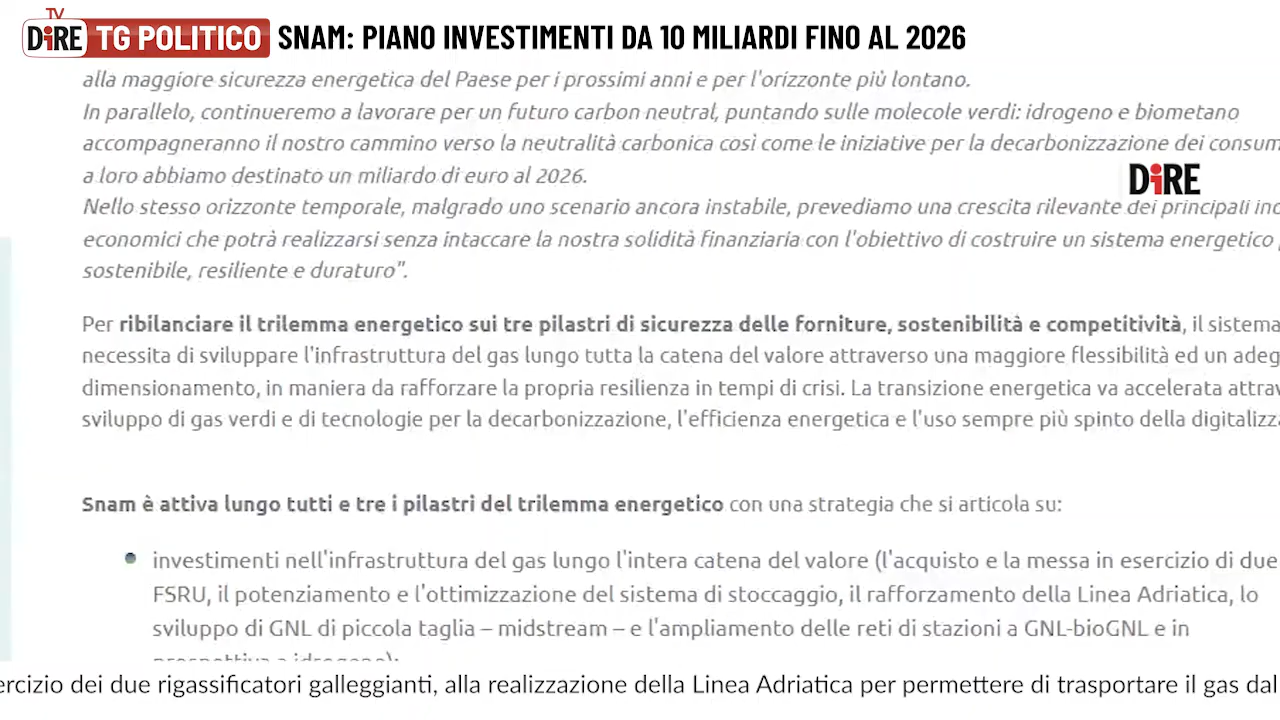 TV
DiRE TG POLITICO SNAM: PIANO INVESTIMENTI DA 10 MILIARDI FINO AL 2026
alla maggiore sicurezza energetica del Paese per i prossimi anni e per l'orizzonte più lontano.
In parallelo, continueremo a lavorare per un futuro carbon neutral, puntando sulle molecole verdi: idrogeno e biometano
accompagneranno il nostro cammino verso la neutralità carbonica così come le iniziative per la decarbonizzazione dei consum
a loro abbiamo destinato un miliardo di euro al 2026.
DiRE
Nello stesso orizzonte temporale, malgrado uno scenario ancora instabile, prevediamo una crescita rilevante dei principali
economici che potrà realizzarsi senza intaccare la nostra solidità finanziaria con l'obiettivo di costruire un sistema energetico
sostenibile, resiliente e duraturo".
Per ribilanciare il trilemma energetico sui tre pilastri di sicurezza delle forniture, sostenibilità e competitività, il sistema
necessita di sviluppare l'infrastruttura del gas lungo tutta la catena del valore attraverso una maggiore flessibilità ed un adeg
dimensionamento, in maniera da rafforzare la propria resilienza in tempi di crisi. La transizione energetica va accelerata attrav
sviluppo di gas verdi e di tecnologie per la decarbonizzazione, l'efficienza energetica e l'uso sempre più spinto della digitalizza
Snam è attiva lungo tutti e tre i pilastri del trilemma energetico con una strategia che si articola su:
investimenti nell'infrastruttura del gas lungo l'intera catena del valore (l'acquisto e la messa in esercizio di due
FSRU, il potenziamento e l'ottimizzazione del sistema di stoccaggio, il rafforzamento della Linea Adriatica, lo
sviluppo di GNL di piccola taglia – midstream – e l'ampliamento delle reti di stazioni a GNL-bioGNL e in
prospettiva a idrogeno);
ercizio dei due rigassificatori galleggianti, alla realizzazione della Linea Adriatica per permettere di trasportare il gas dal